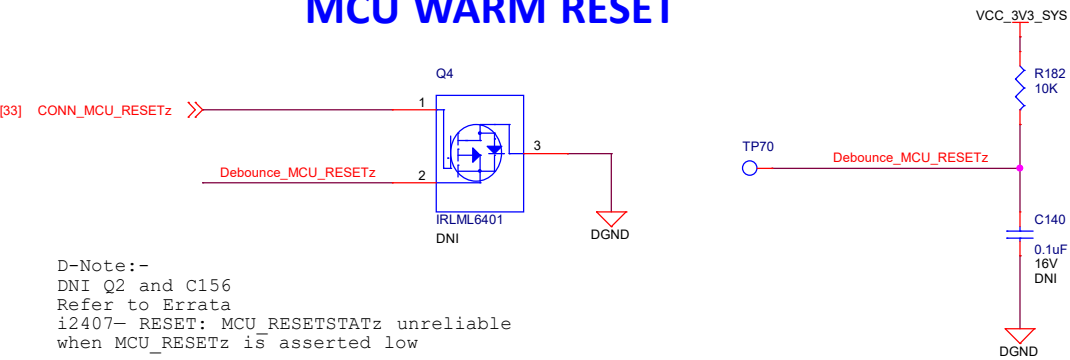 MCU WARM RESET
VCC_3V3_SYS
Q4
R182
10K
[33] CONN_MCU_RESETz
1
3
TP70
Debounce_MCU_RESETz
Debounce_MCU_RESETz
2
IRLML6401
DNI
DGND
C140
0.1uF
16V
DNI
D-Note:-
DNI Q2 and C156
Refer to Errata
i2407— RESET: MCU_RESETSTATz unreliable
when MCU_RESETz is asserted low
DGND